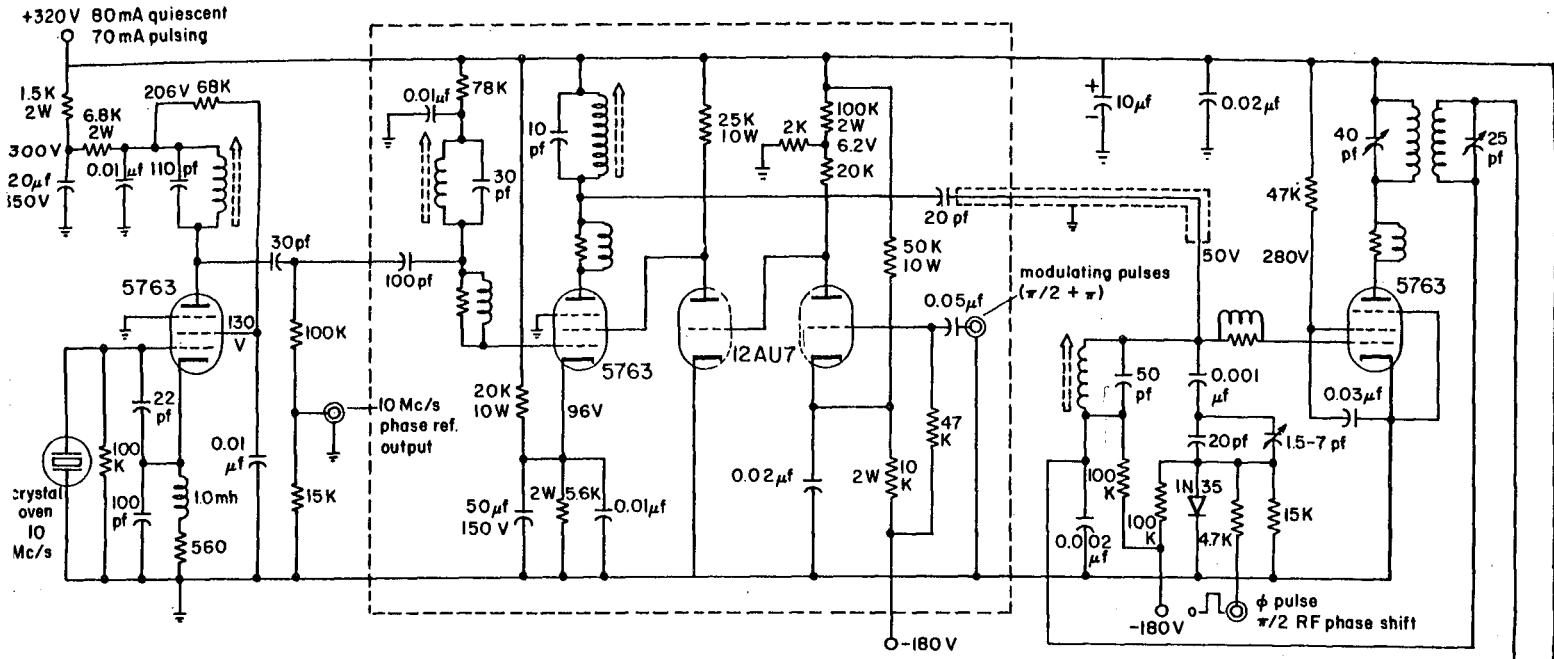 +320V 80mA quiescent
70mA pulsing
1.5K
2W
6.8K
2W
206V
68K
300V
20μf
350V
0.01μf
110 pf
30pf
5763
130
V
22
pf
100
K
100
pf
1.0mh
560
0.01
μf
crystal
oven
10
Mc/s
100K
15K
10 Mc/s
phase ref.
output
0.01μf
78K
30
pf
100pf
10
pf
5763
96V
20K
10W
50μf
150 V
2W 5.6K
0.01μf
25K
10W
2K
100K
2W
6.2V
20K
50K
10W
12AU7
0.02μf
2W
10
K
47
K
0.05μf
modulating pulses
(π/2 + π)
-180V
20pf
10μf
+
-
0.02μf
50V
50
pf
0.001
μf
20pf
1.5-7 pf
100
K
100
K
1N35
4.7K
15K
0.002
μf
-180V
o
φ pulse
π/2 RF phase shift
47K
280V
40
pf
25
pf
5763
0.03μf